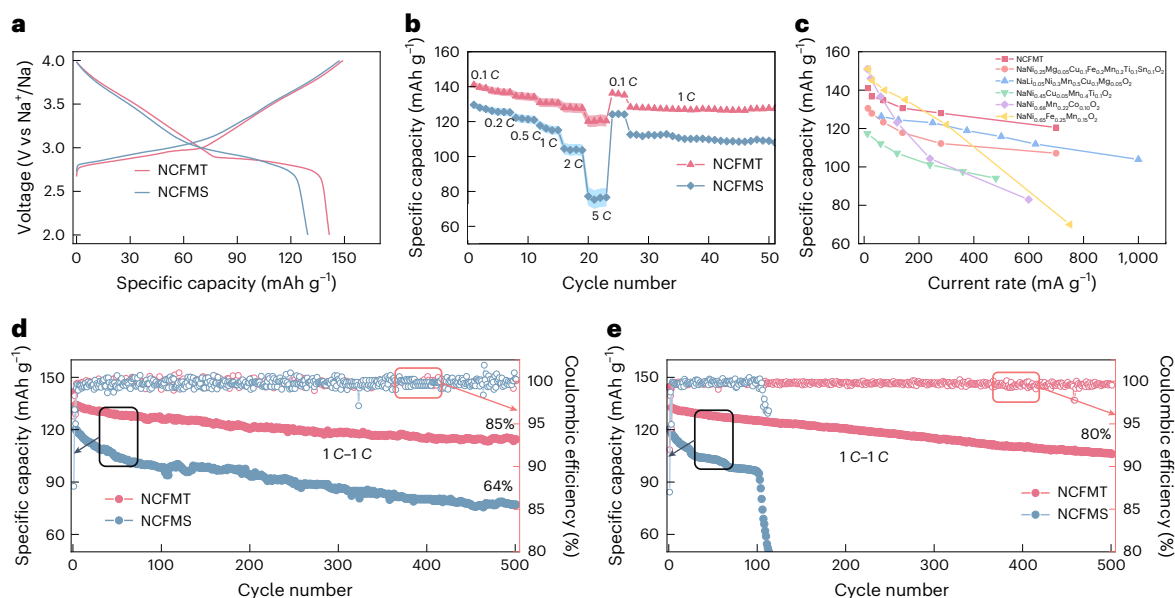 a
4.0
3.5
3.0
2.5
2.0
Voltage (V vs Na⁺/Na)
NCFMT
NCFMS
0 30 60 90 120 150
Specific capacity (mAh g⁻¹)
b
160
140
120
100
80
60
Specific capacity (mAh g⁻¹)
0.1 C
0.2 C
0.5 C
1 C
2 C
5 C
0.1 C
1 C
NCFMT
NCFMS
0 10 20 30 40 50
Cycle number
c
160
140
120
100
80
60
Specific capacity (mAh g⁻¹)
NCFMT
NaNi₀.₂₅Mg₀.₀₅Cu₀.₁Fe₀.₂Mn₀.₂Ti₀.₁Sn₀.₁O₂
NaLi₀.₀₅Ni₀.₃Mn₀.₅Cu₀.₁Mg₀.₀₅O₂
NaNi₀.₄₅Cu₀.₀₅Mn₀.₄Ti₀.₁O₂
NaNi₀.₆₈Mn₀.₂₂Co₀.₁₀O₂
NaNi₀.₆₅Fe₀.₂₅Mn₀.₁₅O₂
0 200 400 600 800 1,000
Current rate (mA g⁻¹)
d
150
120
90
60
Specific capacity (mAh g⁻¹)
85%
1 C–1 C
64%
NCFMT
NCFMS
100
95
90
85
80
Coulombic efficiency (%)
0 100 200 300 400 500
Cycle number
e
150
120
90
60
Specific capacity (mAh g⁻¹)
80%
1 C–1 C
NCFMT
NCFMS
100
95
90
85
80
Coulombic efficiency (%)
0 100 200 300 400 500
Cycle number